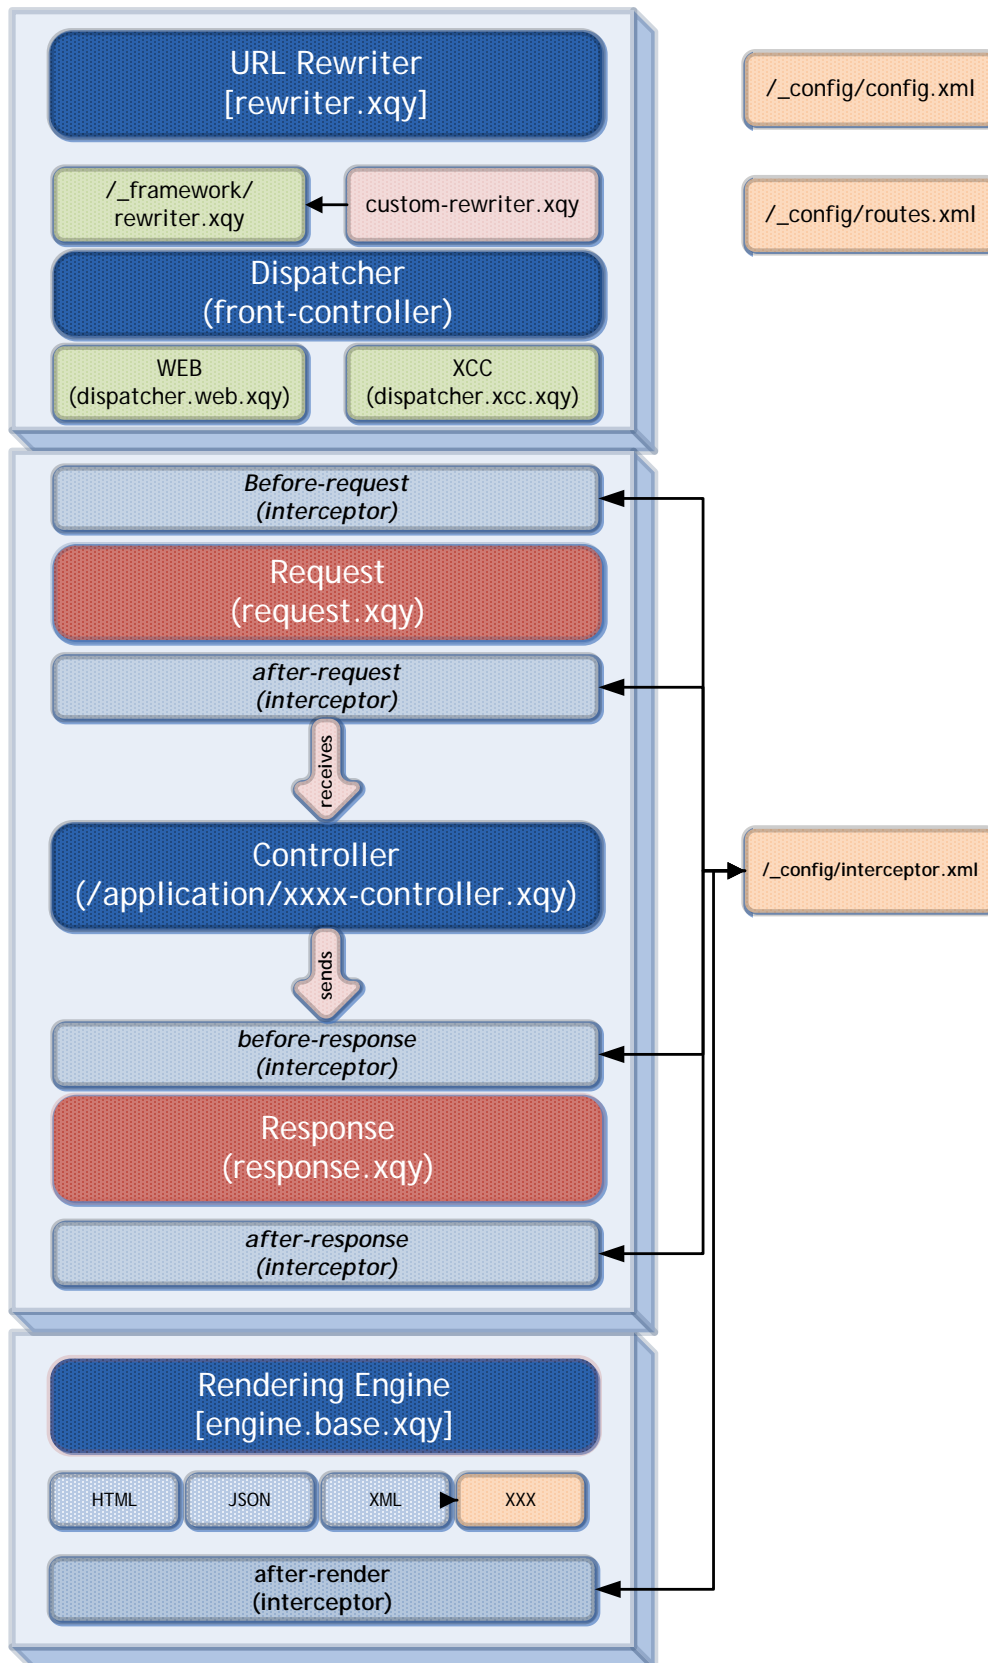 URL Rewriter
[rewriter.xqy]
/_config/config.xml
/_framework/
rewriter.xqy
custom-rewriter.xqy
/_config/routes.xml
Dispatcher
(front-controller)
WEB
(dispatcher.web.xqy)
XCC
(dispatcher.xcc.xqy)
Before-request
(interceptor)
Request
(request.xqy)
after-request
(interceptor)
receives
Controller
(/application/xxxx-controller.xqy)
/_config/interceptor.xml
sends
before-response
(interceptor)
Response
(response.xqy)
after-response
(interceptor)
Rendering Engine
[engine.base.xqy]
HTML
JSON
XML
XXX
after-render
(interceptor)